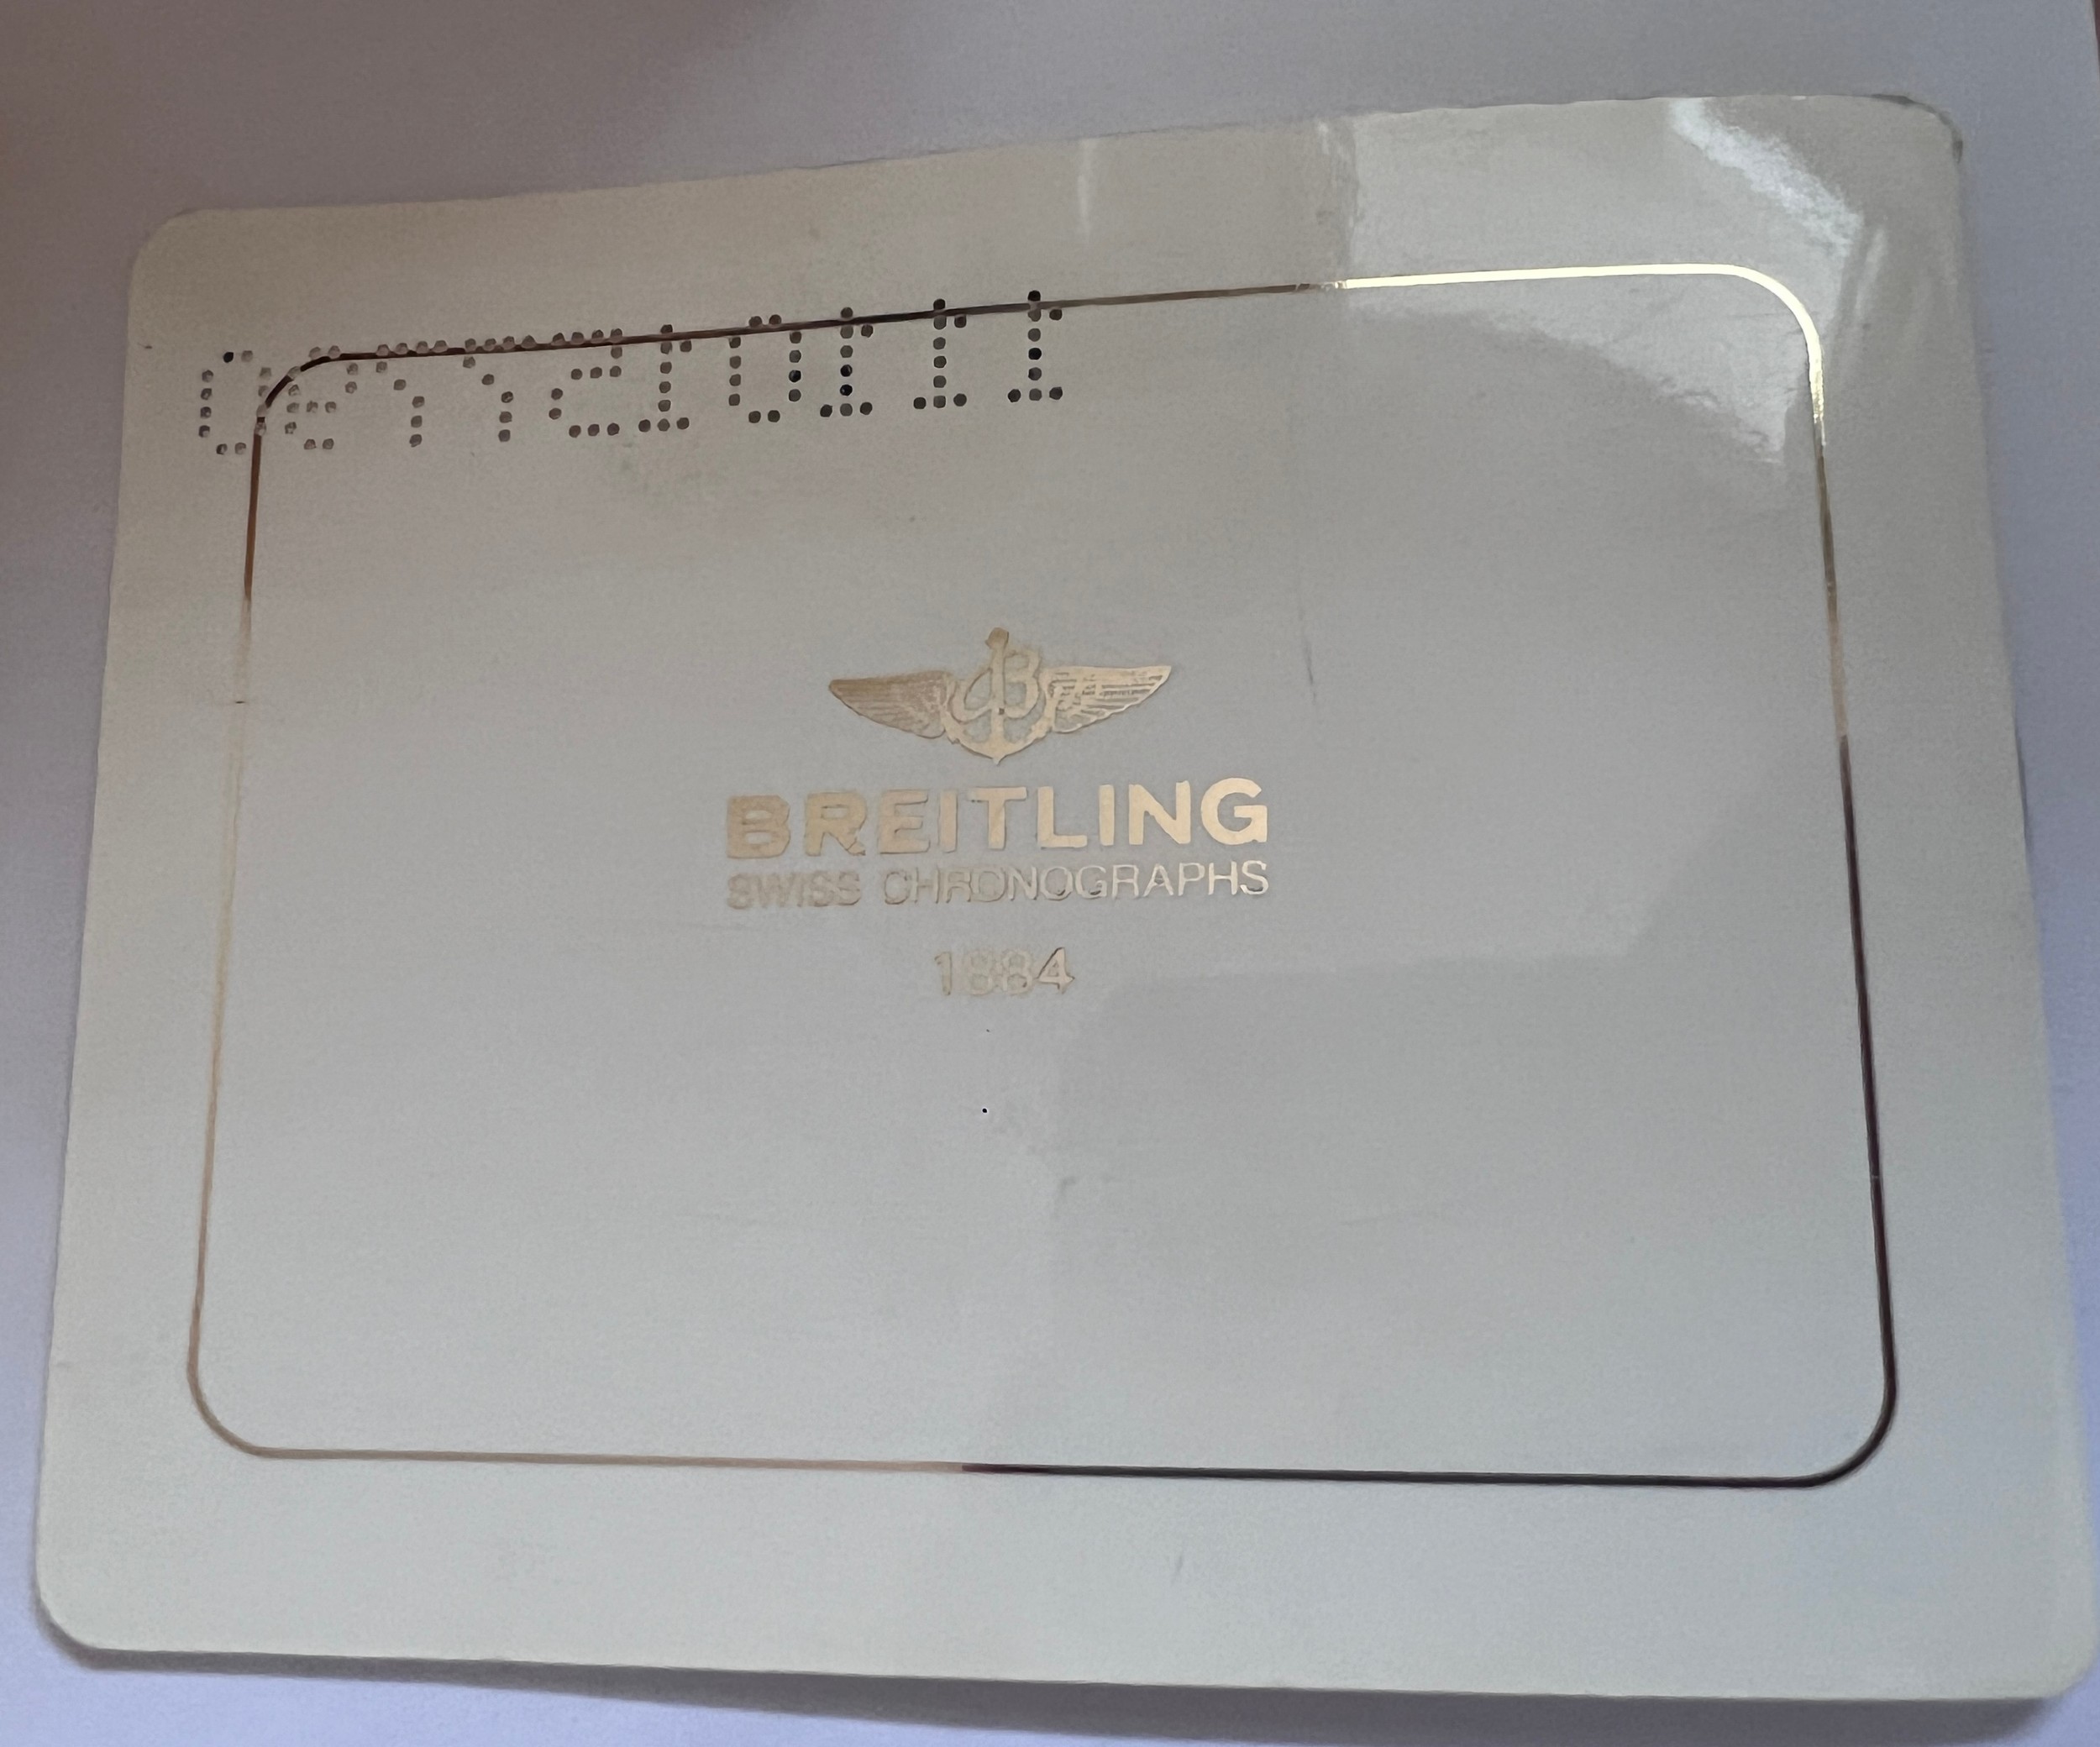 BREITLING
SWISS CHRONOGRAPHS
1884